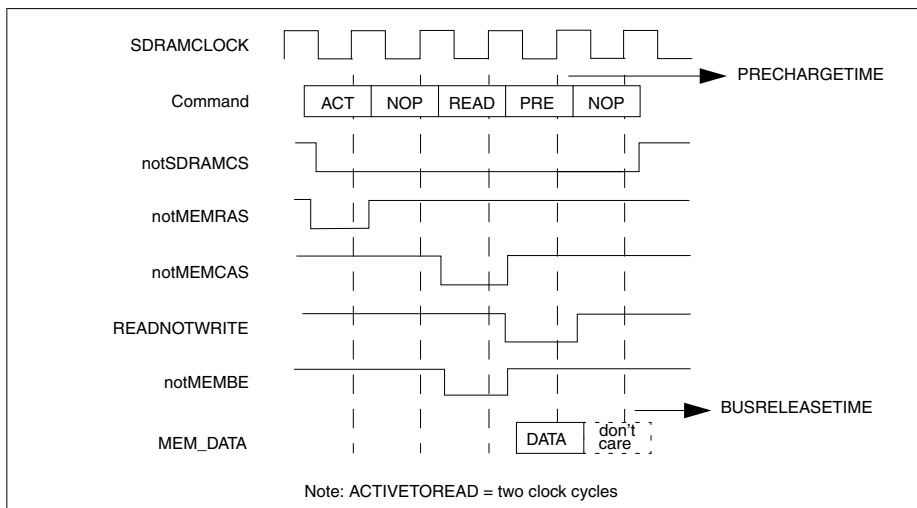 SDRAMCLOCK
PRECHARGETIME
Command ACT NOP READ PRE NOP
notSDRAMCS
notMEMRAS
notMEMCAS
READNOTWRITE
notMEMBE
BUSRELEASETIME
MEM_DATA DATA don't
care
Note: ACTIVETOREAD = two clock cycles